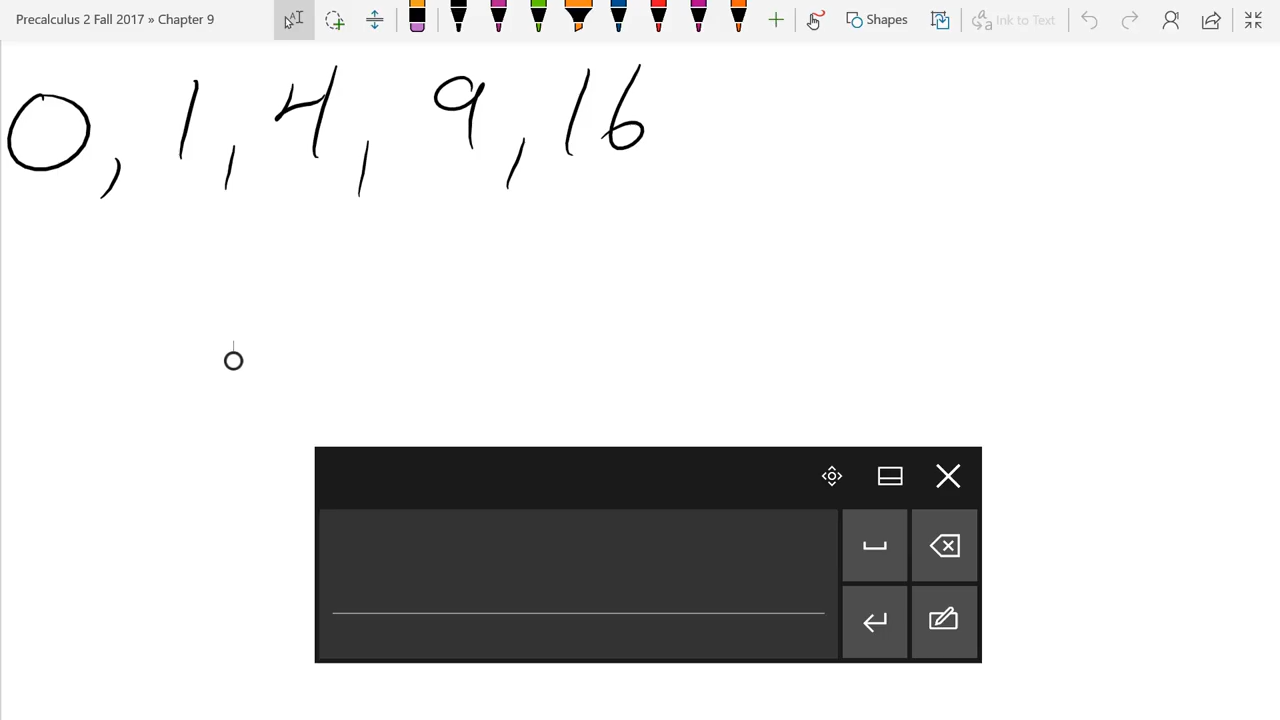 Precalculus 2 Fall 2017 » Chapter 9
Shapes
Ink to Text
0, 1, 4, 9, 16